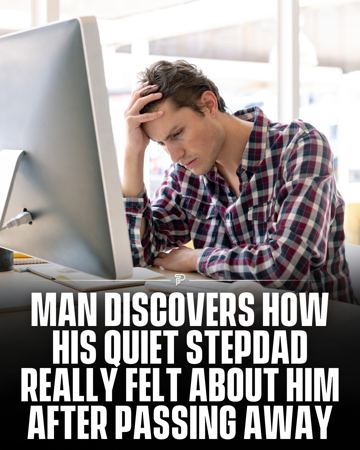 MAN DISCOVERS HOW
HIS QUIET STEPDAD
REALLY FELT ABOUT HIM
AFTER PASSING AWAY